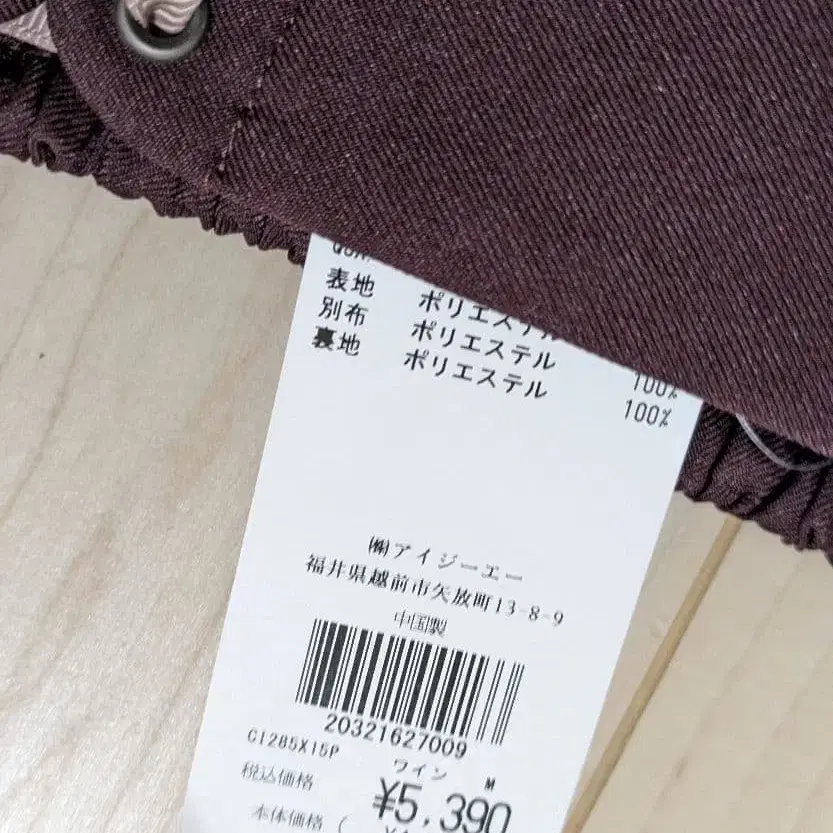 表地 ポリエステル
別布 ポリエステル 100%
裏地 ポリエステル 100%
㈱アイジーエー
福井県越前市矢放町13-8-9
中国製
20321627009
C1285X15P ワイン M
税込価格 ¥5,390
本体価格 (